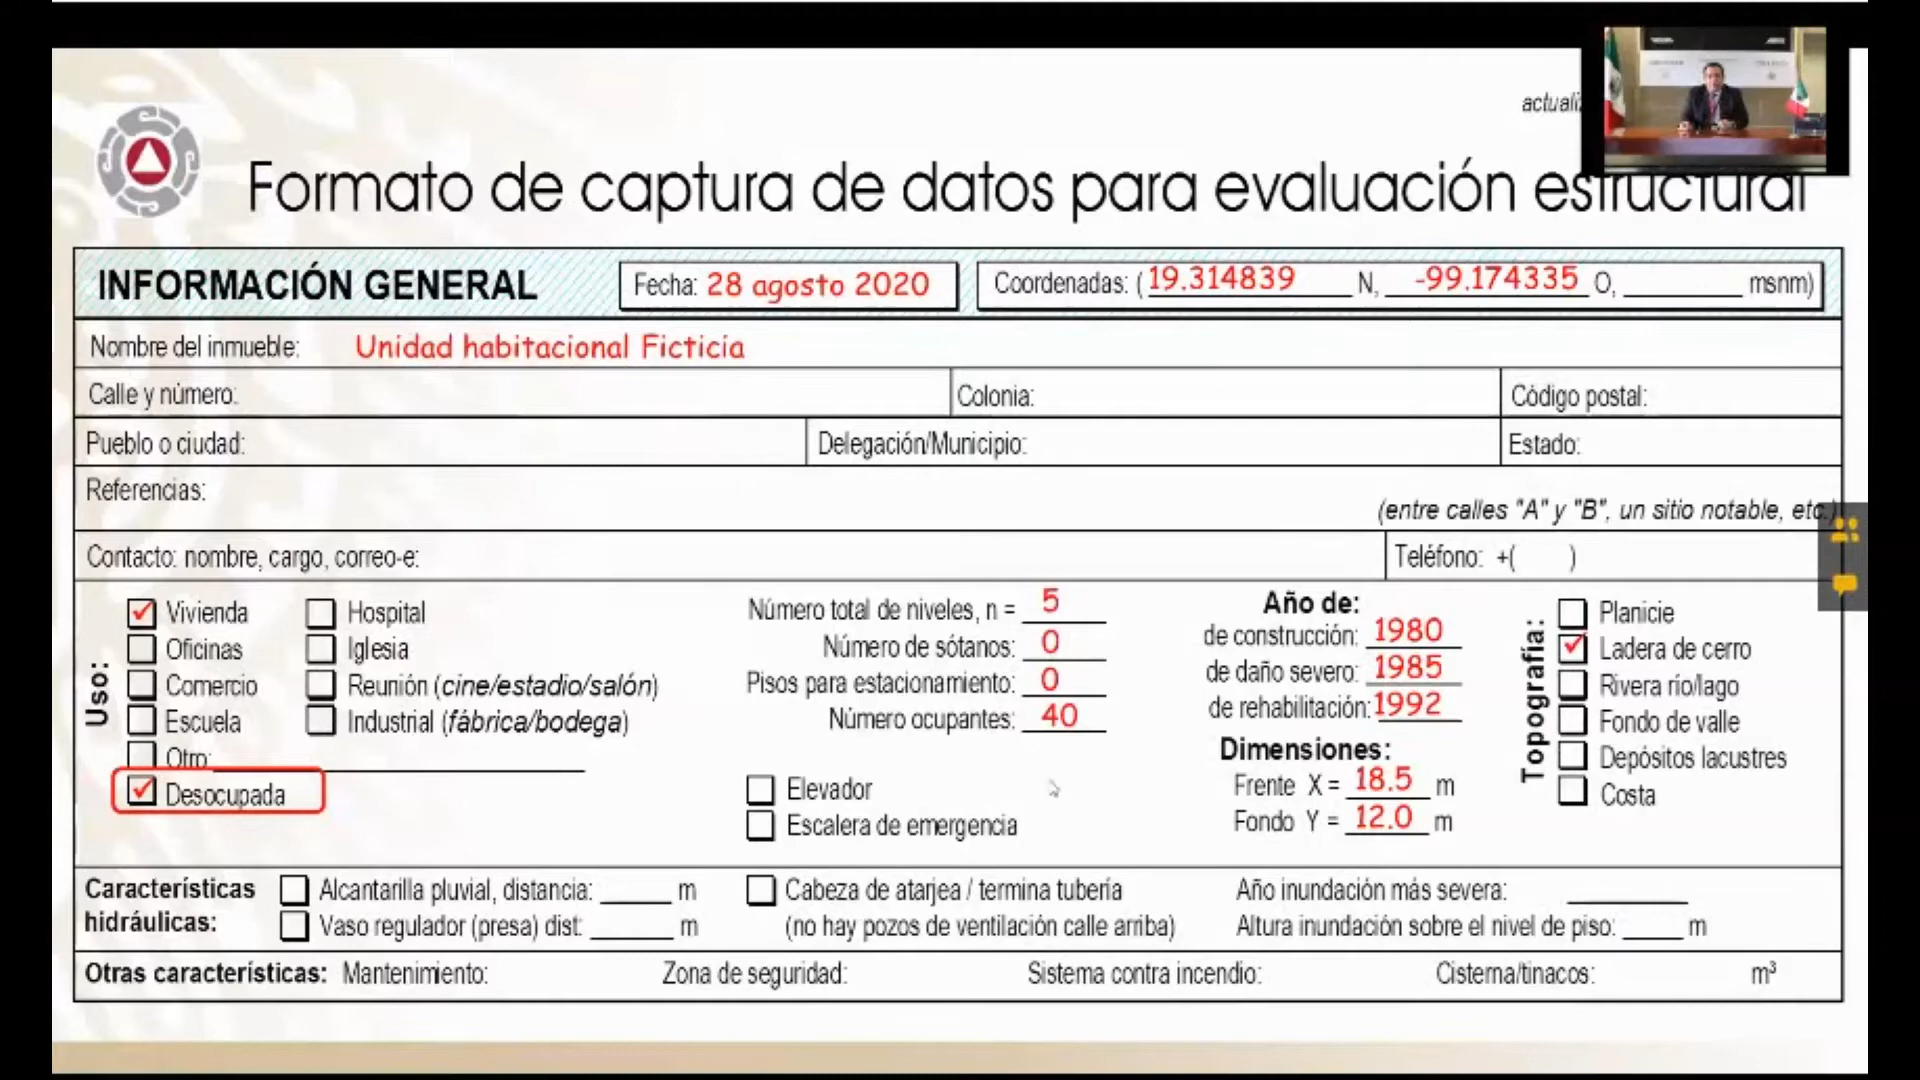 actuali
Formato de captura de datos para evaluación estructural
INFORMACIÓN GENERAL Fecha: 28 agosto 2020 Coordenadas: ( 19.314839 N, -99.174335 O, ______ msnm)
Nombre del inmueble: Unidad habitacional Ficticia
Calle y número: Colonia: Código postal:
Pueblo o ciudad: Delegación/Municipio: Estado:
Referencias:
(entre calles "A" y "B", un sitio notable, etc.)
Contacto: nombre, cargo, correo-e: Teléfono: +( )
Uso:
Vivienda
Oficinas
Comercio
Escuela
Otro:
Desocupada
Hospital
Iglesia
Reunión (cine/estadio/salón)
Industrial (fábrica/bodega)
Número total de niveles, n = 5
Número de sótanos: 0
Pisos para estacionamiento: 0
Número ocupantes: 40
Elevador
Escalera de emergencia
Año de:
de construcción: 1980
de daño severo: 1985
de rehabilitación: 1992
Dimensiones:
Frente X = 18.5 m
Fondo Y = 12.0 m
Topografía:
Planicie
Ladera de cerro
Rivera río/lago
Fondo de valle
Depósitos lacustres
Costa
Características hidráulicas:
Alcantarilla pluvial, distancia: ______ m
Vaso regulador (presa) dist: ______ m
Cabeza de atarjea / termina tubería
(no hay pozos de ventilación calle arriba)
Año inundación más severa: ______
Altura inundación sobre el nivel de piso: _____ m
Otras características: Mantenimiento: Zona de seguridad: Sistema contra incendio: Cisterna/tinacos: m³